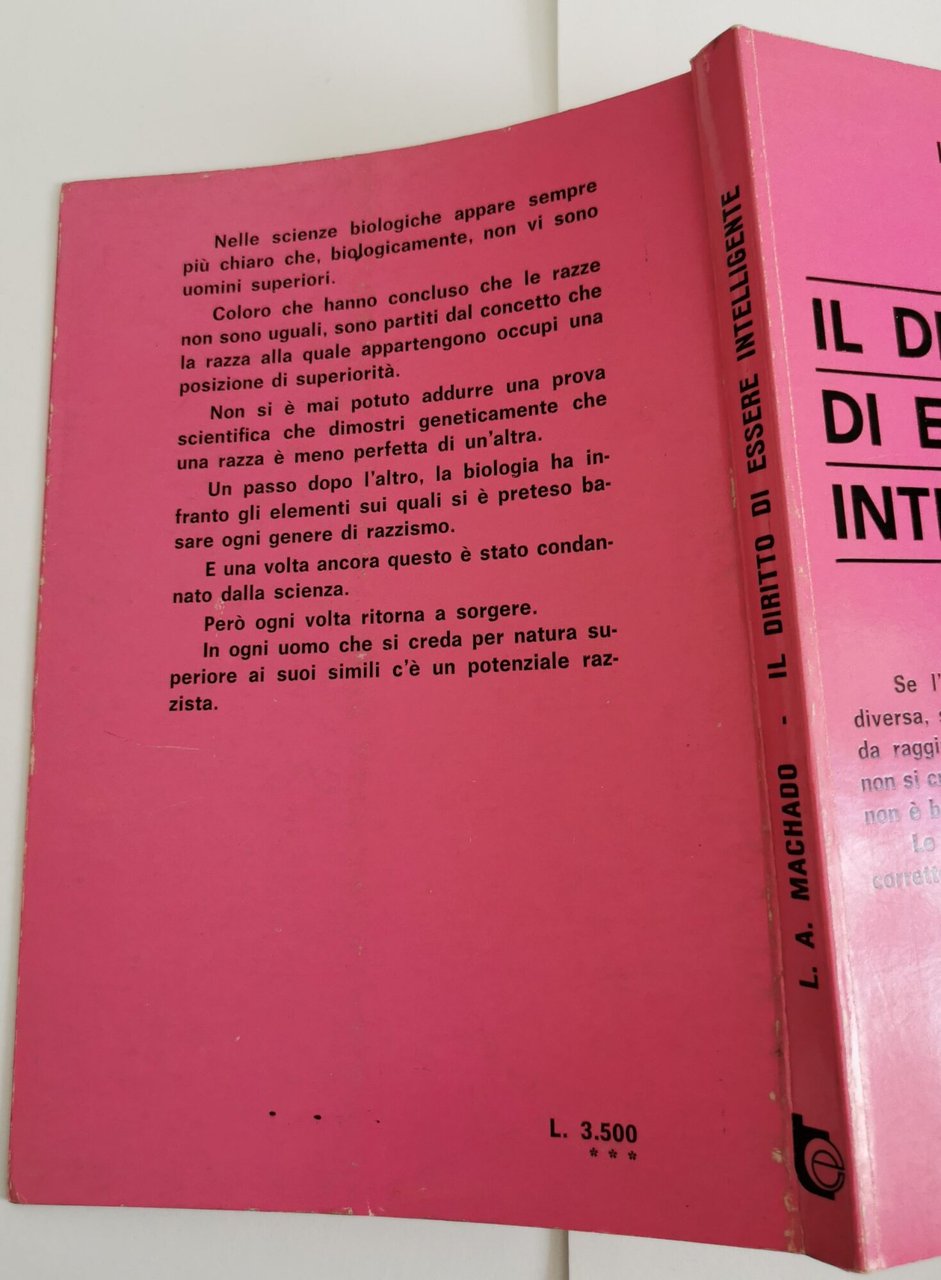 Nelle scienze biologiche appare sempre
più chiaro che, biologicamente, non vi sono
uomini superiori.
Coloro che hanno concluso che le razze
non sono uguali, sono partiti dal concetto che
la razza alla quale appartengono occupi una
posizione di superiorità.
Non si è mai potuto addurre una prova
scientifica che dimostri geneticamente che
una razza è meno perfetta di un'altra.
Un passo dopo l'altro, la biologia ha in-
franto gli elementi sui quali si è preteso ba-
sare ogni genere di razzismo.
E una volta ancora questo è stato condan-
nato dalla scienza.
Però ogni volta ritorna a sorgere.
In ogni uomo che si creda per natura su-
periore ai suoi simili c'è un potenziale raz-
zista.
L. 3.500
* * *
L. A. MACHADO - IL DIRITTO DI ESSERE INTELLIGENTE
IL DI
DI E
INTE
Se l'
diversa,
da raggi
non si cr
non è b
Lo
corrett